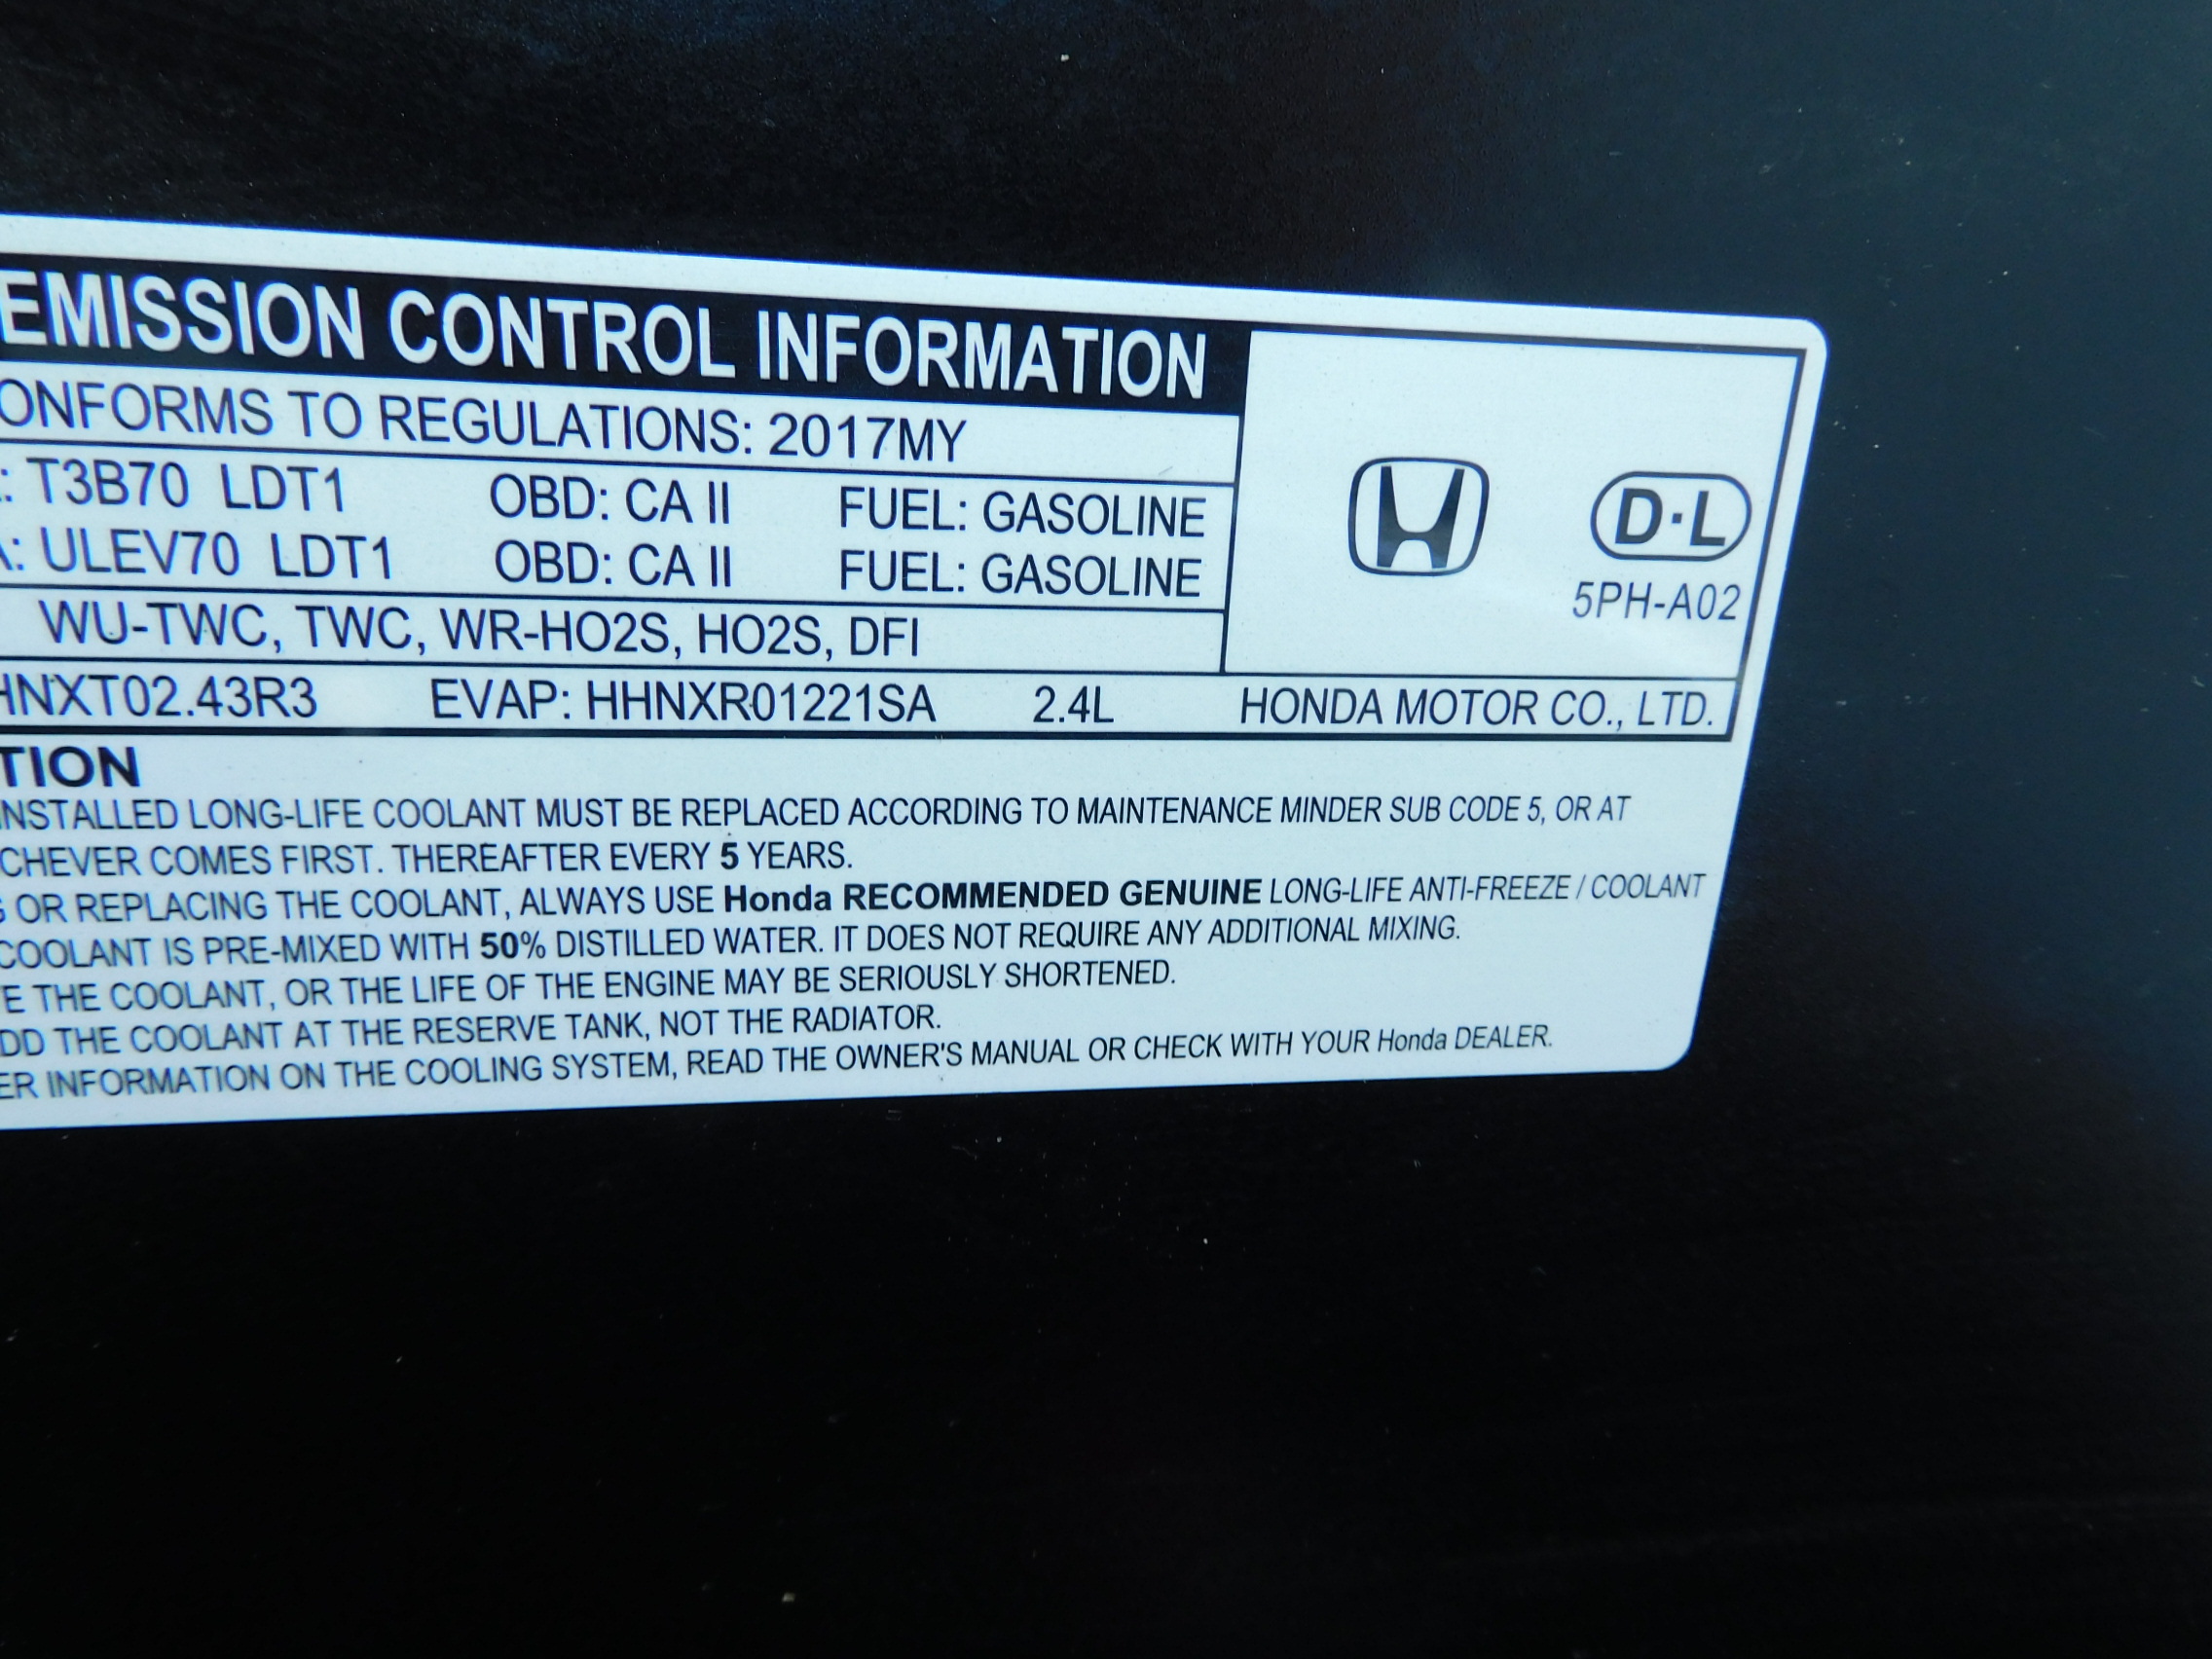 EMISSION CONTROL INFORMATION
ONFORMS TO REGULATIONS: 2017MY
: T3B70 LDT1 OBD: CA II FUEL: GASOLINE
: ULEV70 LDT1 OBD: CA II FUEL: GASOLINE
D·L
5PH-A02
WU-TWC, TWC, WR-HO2S, HO2S, DFI
HNXT02.43R3 EVAP: HHNXR01221SA 2.4L HONDA MOTOR CO., LTD.
TION
INSTALLED LONG-LIFE COOLANT MUST BE REPLACED ACCORDING TO MAINTENANCE MINDER SUB CODE 5, OR AT
CHEVER COMES FIRST. THEREAFTER EVERY 5 YEARS.
OR REPLACING THE COOLANT, ALWAYS USE Honda RECOMMENDED GENUINE LONG-LIFE ANTI-FREEZE / COOLANT
COOLANT IS PRE-MIXED WITH 50% DISTILLED WATER. IT DOES NOT REQUIRE ANY ADDITIONAL MIXING.
E THE COOLANT, OR THE LIFE OF THE ENGINE MAY BE SERIOUSLY SHORTENED.
DD THE COOLANT AT THE RESERVE TANK, NOT THE RADIATOR.
ER INFORMATION ON THE COOLING SYSTEM, READ THE OWNER'S MANUAL OR CHECK WITH YOUR Honda DEALER.